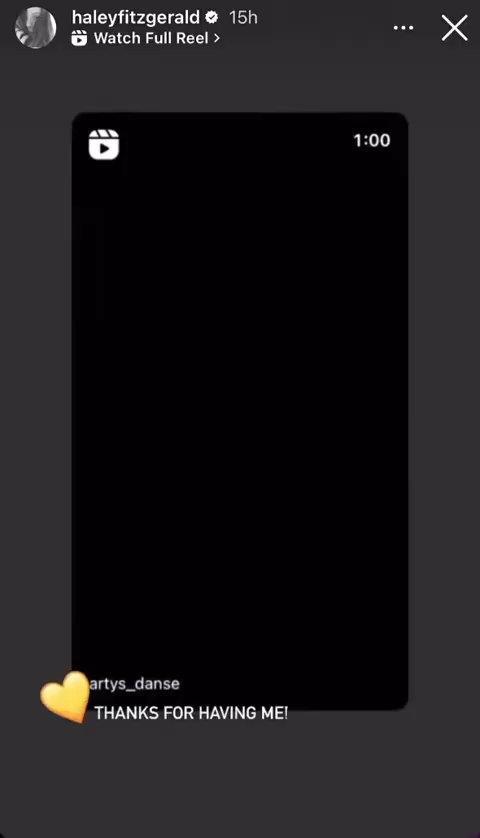 haleyfitzgerald 15h
Watch Full Reel >
1:00
artys_danse
THANKS FOR HAVING ME!